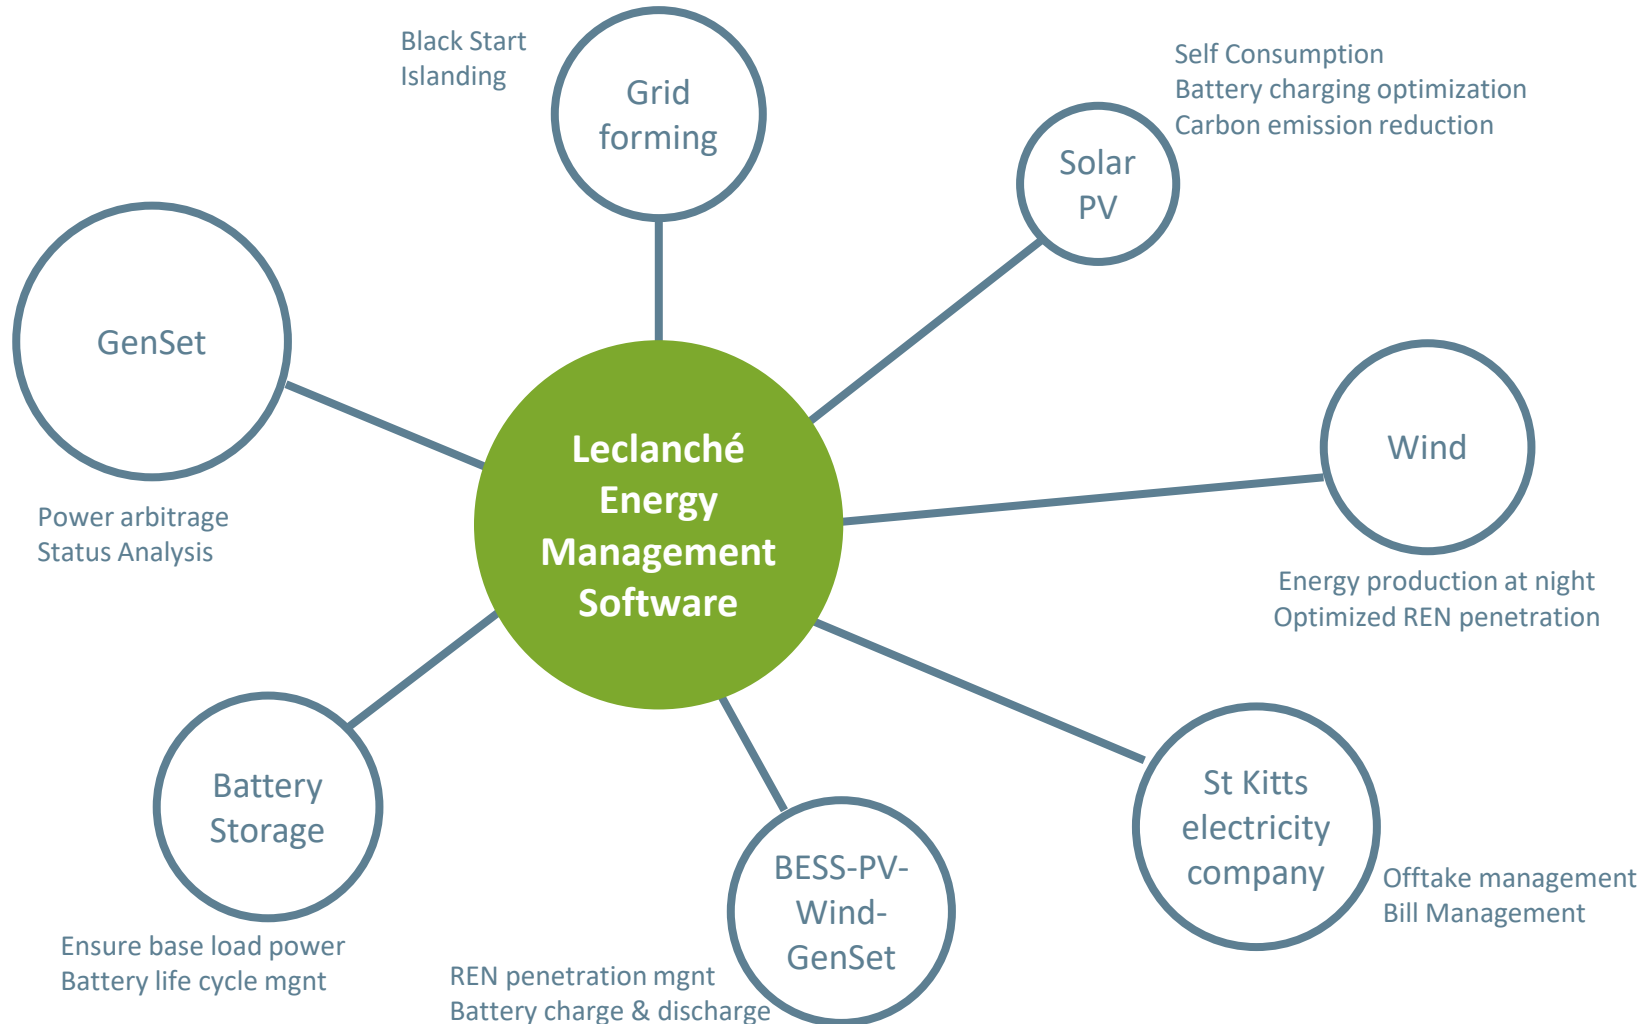 Black Start
Islanding
Grid
forming
Self Consumption
Battery charging optimization
Carbon emission reduction
Solar
PV
GenSet
Power arbitrage
Status Analysis
Leclanché
Energy
Management
Software
Wind
Energy production at night
Optimized REN penetration
Battery
Storage
Ensure base load power
Battery life cycle mgnt
BESS-PV-
Wind-
GenSet
REN penetration mgnt
Battery charge & discharge
St Kitts
electricity
company
Offtake management
Bill Management